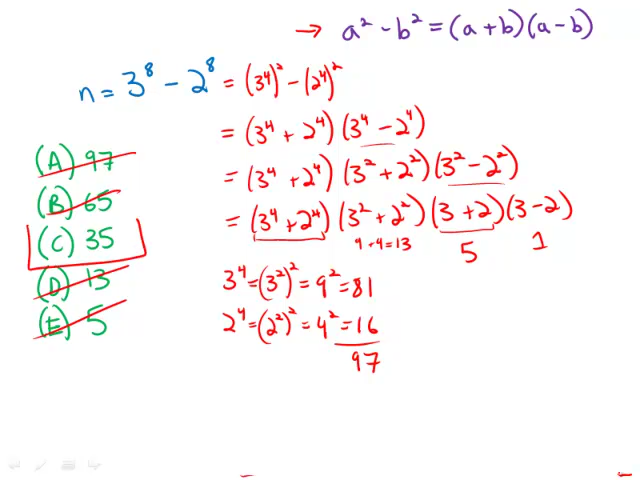 → a² - b² = (a + b)(a - b)
n = 3⁸ - 2⁸ = (3⁴)² - (2⁴)²
= (3⁴ + 2⁴)(3⁴ - 2⁴)
= (3⁴ + 2⁴)(3² + 2²)(3² - 2²)
= (3⁴ + 2⁴)(3² + 2²)(3 + 2)(3 - 2)
9 + 4 = 13 5 1
(A) 97
(B) 65
(C) 35
(D) 13
(E) 5
3⁴ = (3²)² = 9² = 81
2⁴ = (2²)² = 4² = 16
97